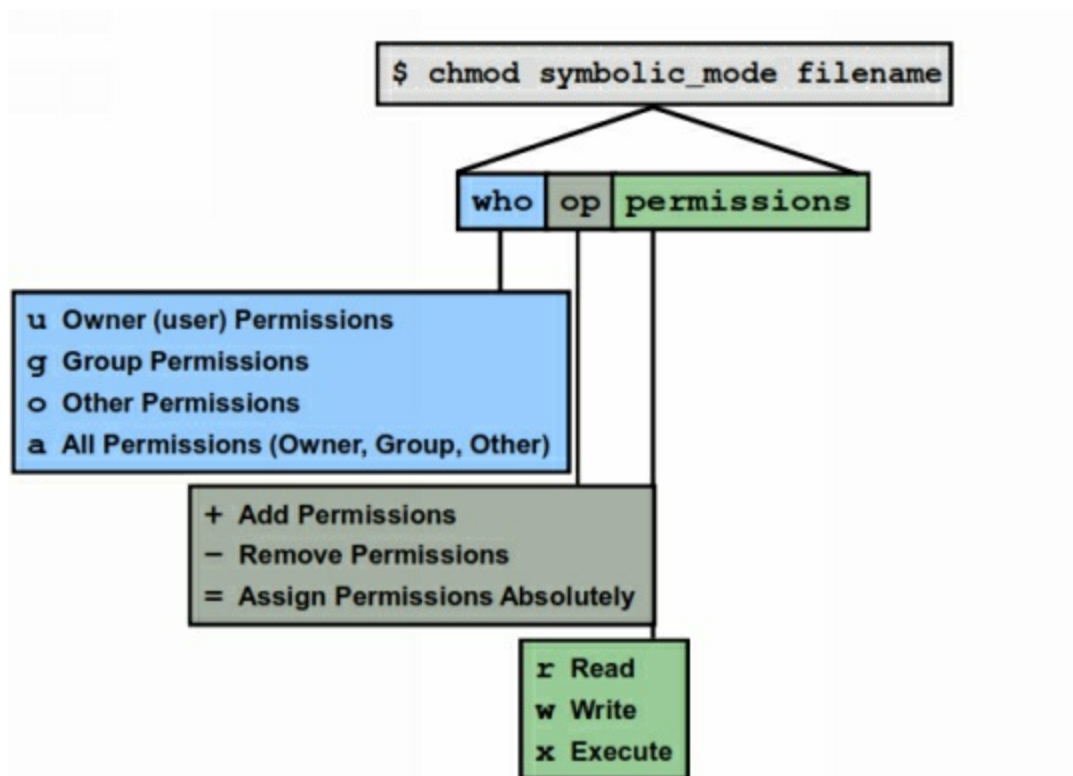 $ chmod symbolic_mode filename
who op permissions
u Owner (user) Permissions
g Group Permissions
o Other Permissions
a All Permissions (Owner, Group, Other)
+ Add Permissions
− Remove Permissions
= Assign Permissions Absolutely
r Read
w Write
x Execute